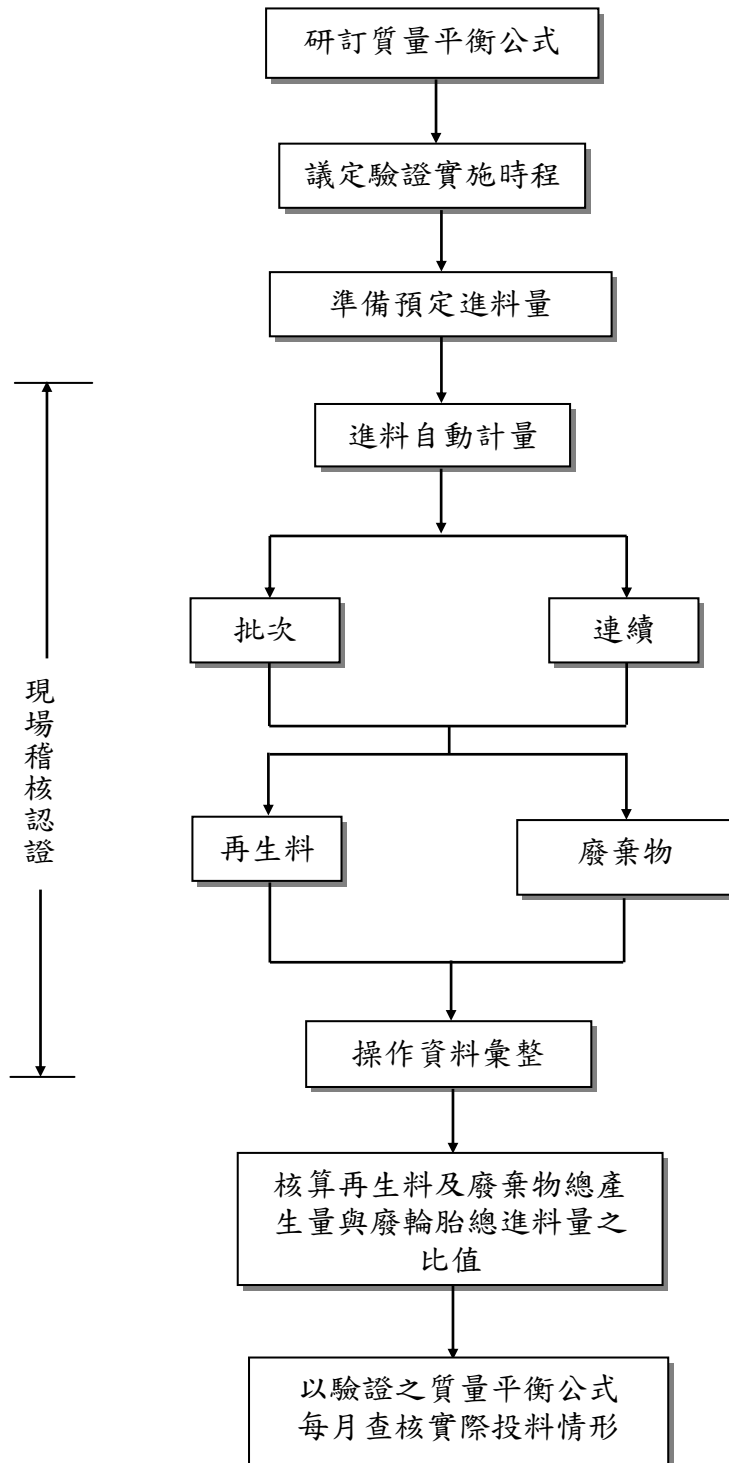 研訂質量平衡公式
議定驗證實施時程
準備預定進料量
進料自動計量
批次
連續
現場稽核認證
再生料
廢棄物
操作資料彙整
核算再生料及廢棄物總產
生量與廢輪胎總進料量之
比值
以驗證之質量平衡公式
每月查核實際投料情形